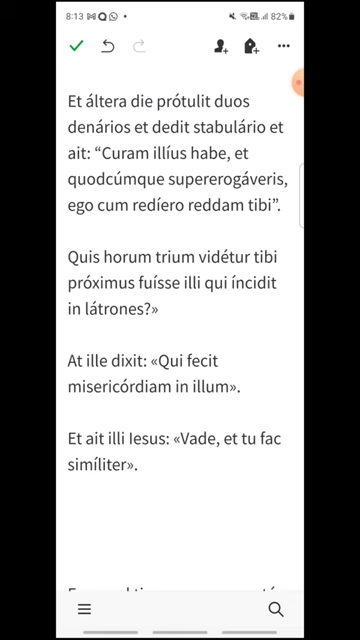 8:13
82%
Et áltera die prótulit duos
denários et dedit stabulário et
ait: “Curam illíus habe, et
quodcúmque supererogáveris,
ego cum redíero reddam tibi”.
Quis horum trium vidétur tibi
próximus fuísse illi qui íncidit
in látrones?»
At ille dixit: «Qui fecit
misericórdiam in illum».
Et ait illi Iesus: «Vade, et tu fac
simíliter».